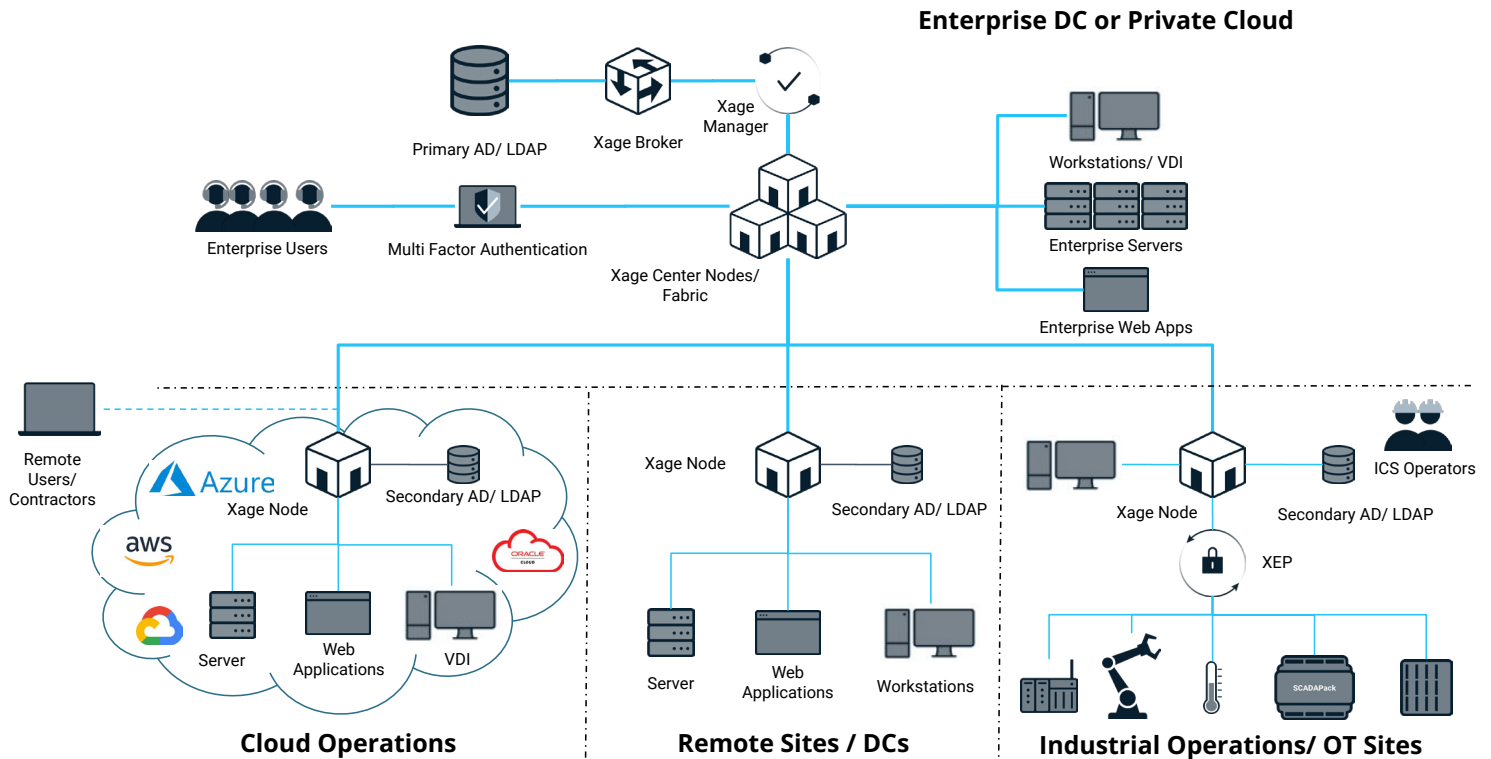 Enterprise DC or Private Cloud
Xage
Manager
Primary AD/ LDAP
Xage Broker
Workstations/ VDI
Enterprise Users
Multi Factor Authentication
Enterprise Servers
Xage Center Nodes/
Fabric
Enterprise Web Apps
Remote
Users/
Contractors
Azure
Xage Node
Secondary AD/ LDAP
aws
ORACLE
CLOUD
Server
Web
Applications
VDI
Cloud Operations
Xage Node
Secondary AD/ LDAP
Server
Web
Applications
Workstations
Remote Sites / DCs
ICS Operators
Xage Node
Secondary AD/ LDAP
XEP
SCADAPack
Industrial Operations/ OT Sites